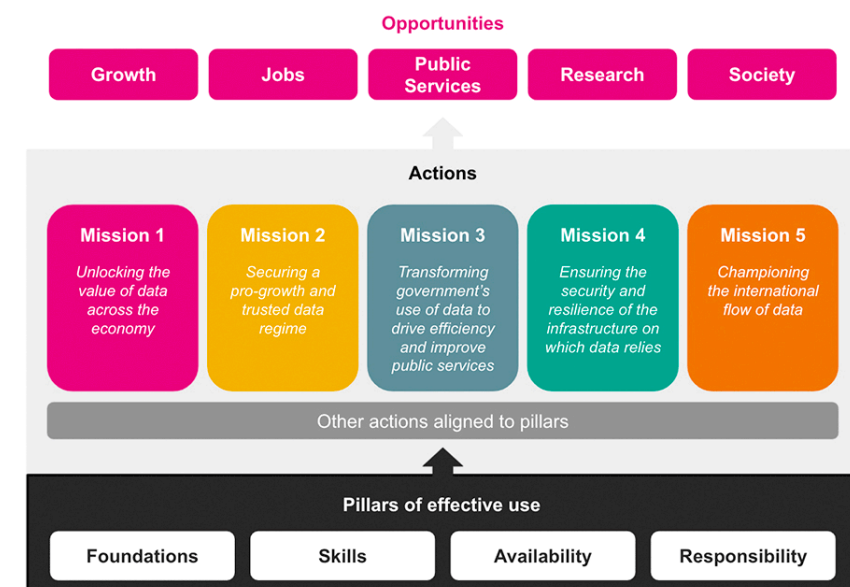 Opportunities
Growth
Jobs
Public
Services
Research
Society
Actions
Mission 1
Unlocking the
value of data
across the
economy
Mission 2
Securing a
pro-growth and
trusted data
regime
Mission 3
Transforming
government's
use of data to
drive efficiency
and improve
public services
Mission 4
Ensuring the
security and
resilience of the
infrastructure on
which data relies
Mission 5
Championing
the international
flow of data
Other actions aligned to pillars
Pillars of effective use
Foundations
Skills
Availability
Responsibility